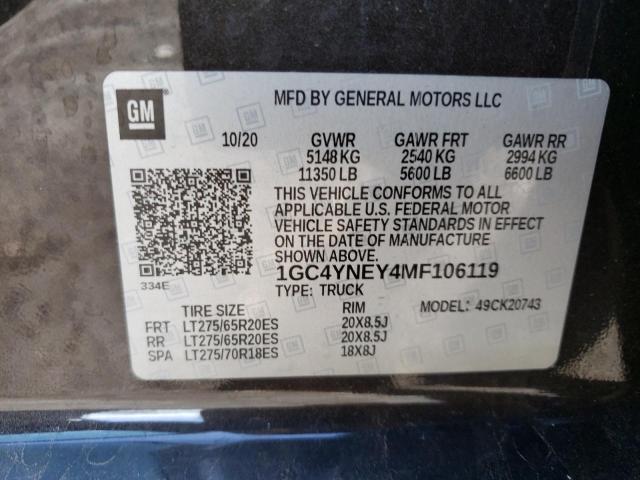 GM
MFD BY GENERAL MOTORS LLC
10/20 GVWR GAWR FRT GAWR RR
5148 KG 2540 KG 2994 KG
11350 LB 5600 LB 6600 LB
THIS VEHICLE CONFORMS TO ALL
APPLICABLE U.S. FEDERAL MOTOR
VEHICLE SAFETY STANDARDS IN EFFECT
ON THE DATE OF MANUFACTURE
SHOWN ABOVE.
1GC4YNEY4MF106119
334E
TYPE: TRUCK
MODEL: 49CK20743
TIRE SIZE RIM
FRT LT275/65R20ES 20X8.5J
RR LT275/65R20ES 20X8.5J
SPA LT275/70R18ES 18X8J